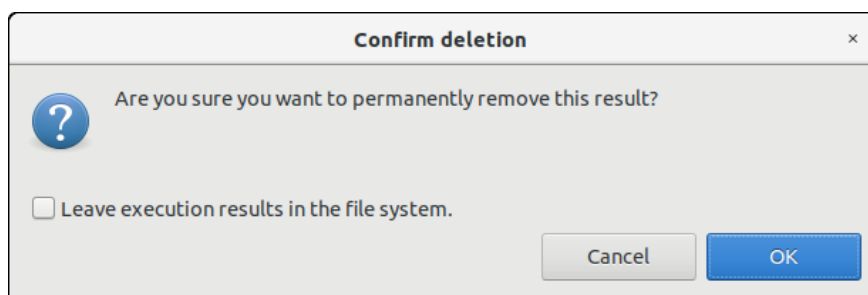 Confirm deletion
×
Are you sure you want to permanently remove this result?
?
Leave execution results in the file system.
Cancel
OK